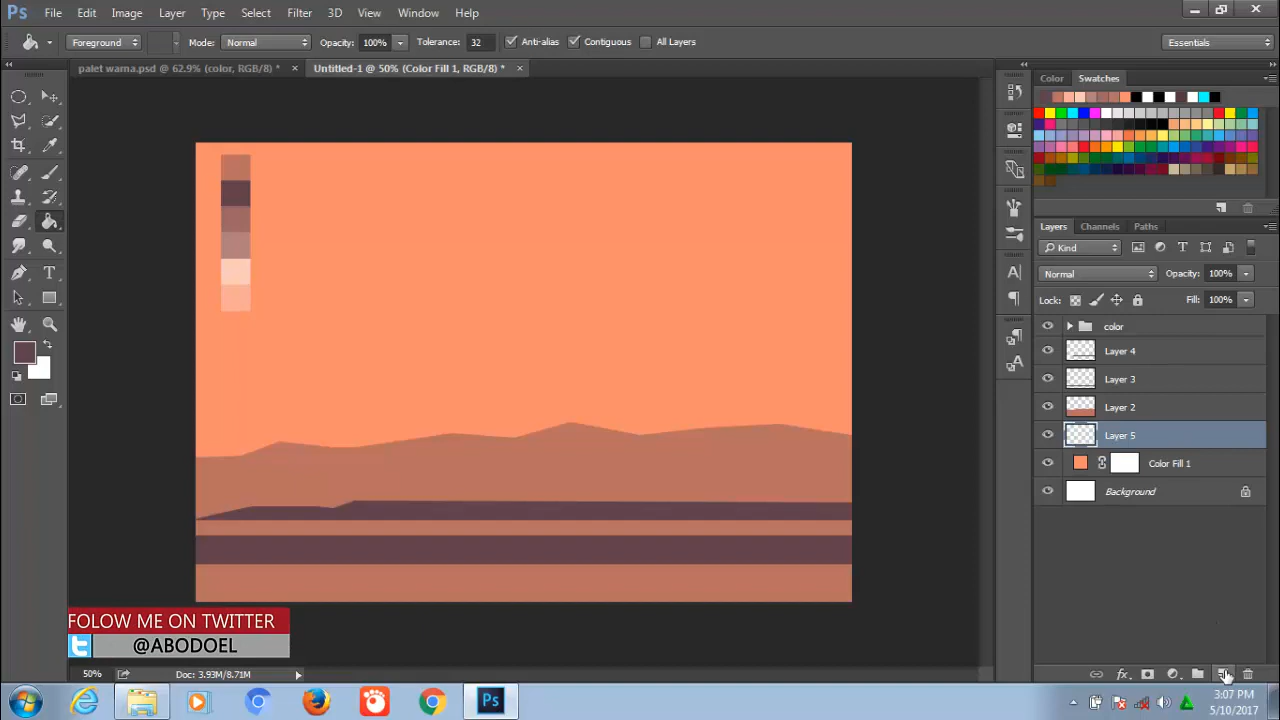 Ps File Edit Image Layer Type Select Filter 3D View Window Help
Foreground Mode: Normal Opacity: 100% Tolerance: 32 Anti-alias Contiguous All Layers Essentials
palet warna.psd @ 62.9% (color, RGB/8) * × Untitled-1 @ 50% (Color Fill 1, RGB/8) * ×
Color Swatches
Layers Channels Paths
Kind
Normal Opacity: 100%
Lock: Fill: 100%
color
Layer 4
Layer 3
Layer 2
Layer 5
Color Fill 1
Background
FOLOW ME ON TWITTER
@ABODOEL
50% Doc: 3.93M/8.71M
fx
Ps
3:07 PM
5/10/2017